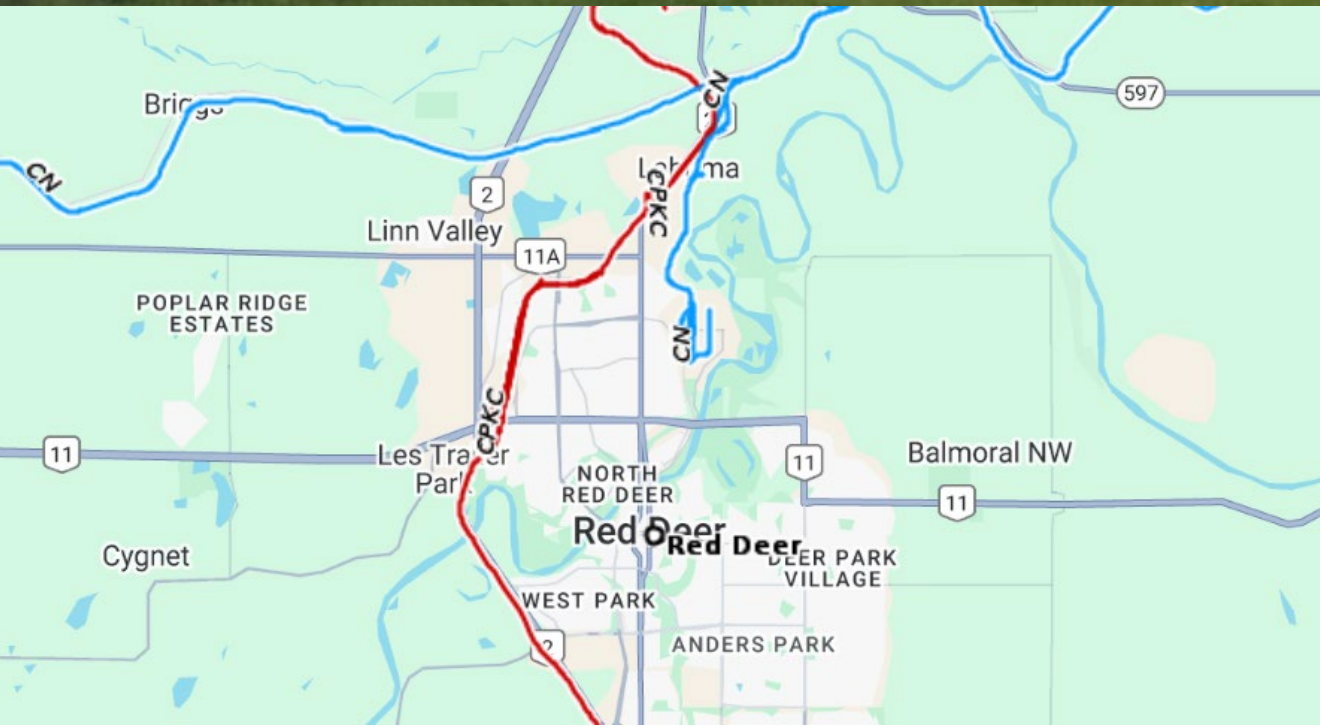 CN
597
Briggs
CN
CPKC
2
Linn Valley
11A
POPLAR RIDGE
ESTATES
CN
CPKC
11
Park
11
Balmoral NW
11
NORTH
RED DEER
Red Deer
Red Deer
DEER PARK
VILLAGE
Cygnet
WEST PARK
ANDERS PARK
2